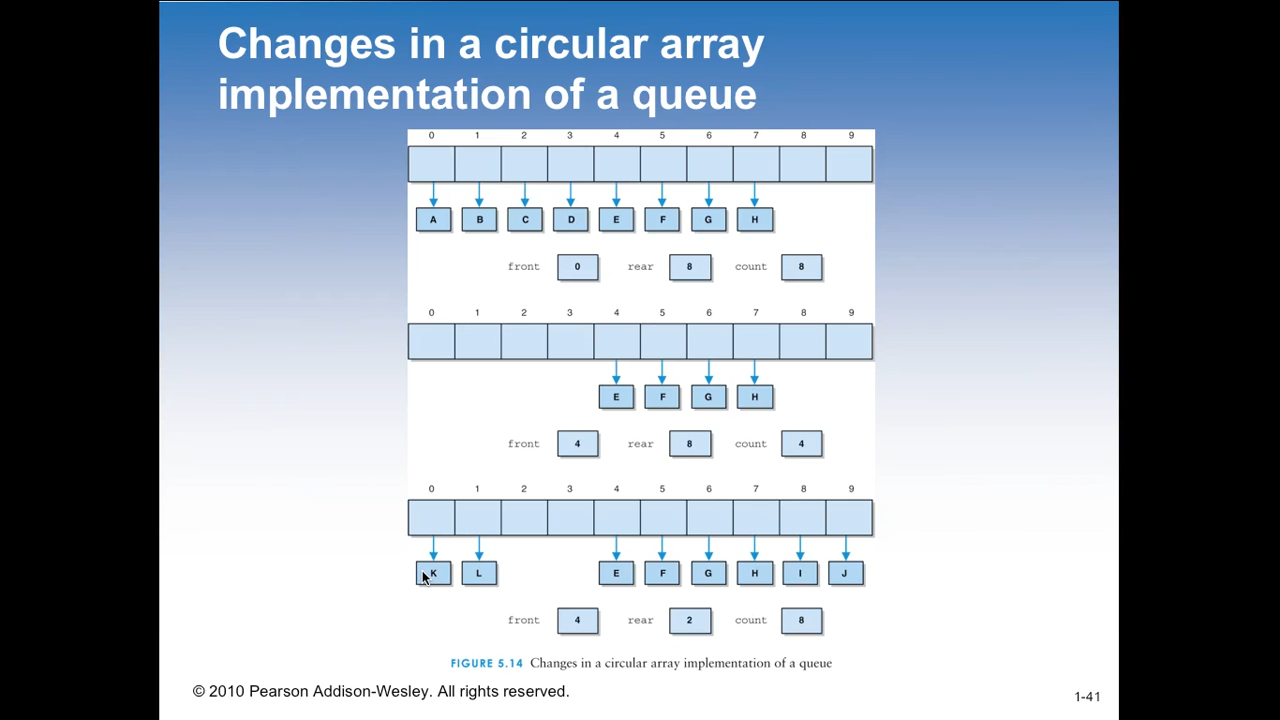 Changes in a circular array
implementation of a queue
0 1 2 3 4 5 6 7 8 9
A B C D E F G H
front 0 rear 8 count 8
0 1 2 3 4 5 6 7 8 9
E F G H
front 4 rear 8 count 4
0 1 2 3 4 5 6 7 8 9
K L E F G H I J
front 4 rear 2 count 8
FIGURE 5.14 Changes in a circular array implementation of a queue
© 2010 Pearson Addison-Wesley. All rights reserved.
1-41